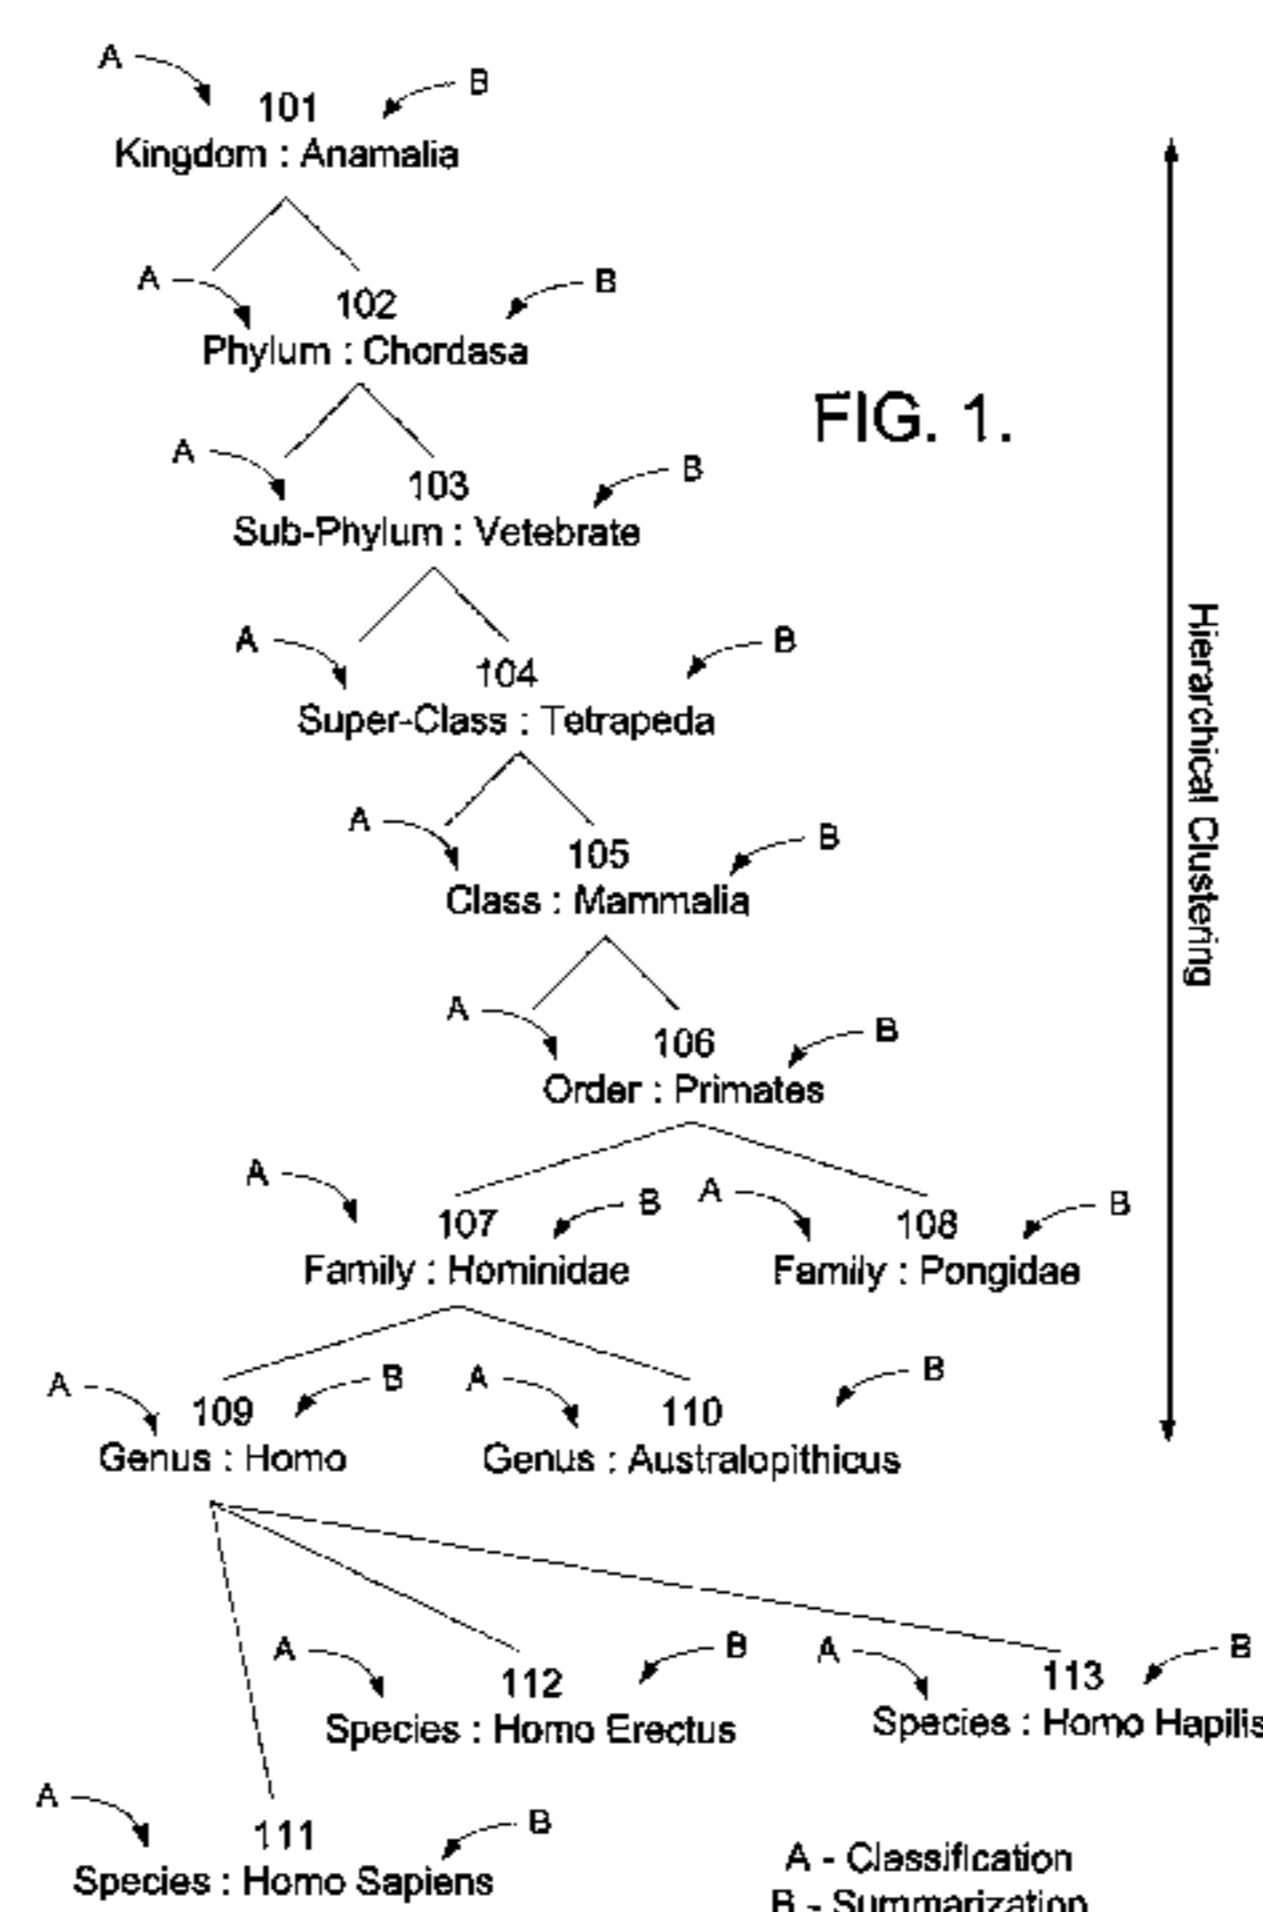 A
B
101
Kingdom : Anamalia
A
B
102
Phylum : Chordasa
FIG. 1.
A
B
103
Sub-Phylum : Vetebrate
A
B
104
Super-Class : Tetrapeda
Hierarchical Clustering
A
B
105
Class : Mammalia
A
B
106
Order : Primates
A
B
A
B
107
108
Family : Hominidae
Family : Pongidae
A
B
A
B
109
110
Genus : Homo
Genus : Australopithicus
A
B
A
B
112
113
Species : Homo Erectus
Species : Homo Hapilis
A
B
111
Species : Homo Sapiens
A - Classification
B - Summarization